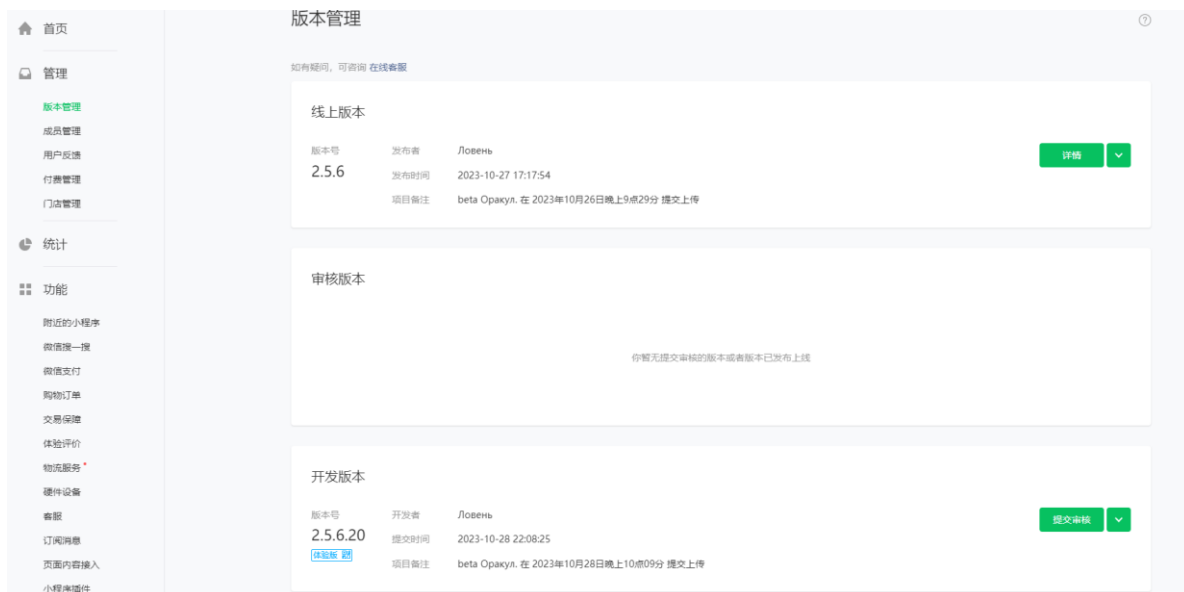 首页
管理
版本管理
成员管理
用户反馈
付费管理
门店管理
统计
功能
附近的小程序
微信搜一搜
微信支付
购物订单
交易保障
体验评价
物流服务
硬件设备
客服
订阅消息
页面内容接入
小程序插件
版本管理
如有疑问，可咨询 在线客服
线上版本
版本号 发布者 Ловень 详情
2.5.6 发布时间 2023-10-27 17:17:54
项目备注 beta Оракул. 在 2023年10月26日晚上9点29分 提交上传
审核版本
你暂无提交审核的版本或者版本已发布上线
开发版本
版本号 开发者 Ловень 提交审核
2.5.6.20 提交时间 2023-10-28 22:08:25
体验版
项目备注 beta Оракул. 在 2023年10月28日晚上10点09分 提交上传